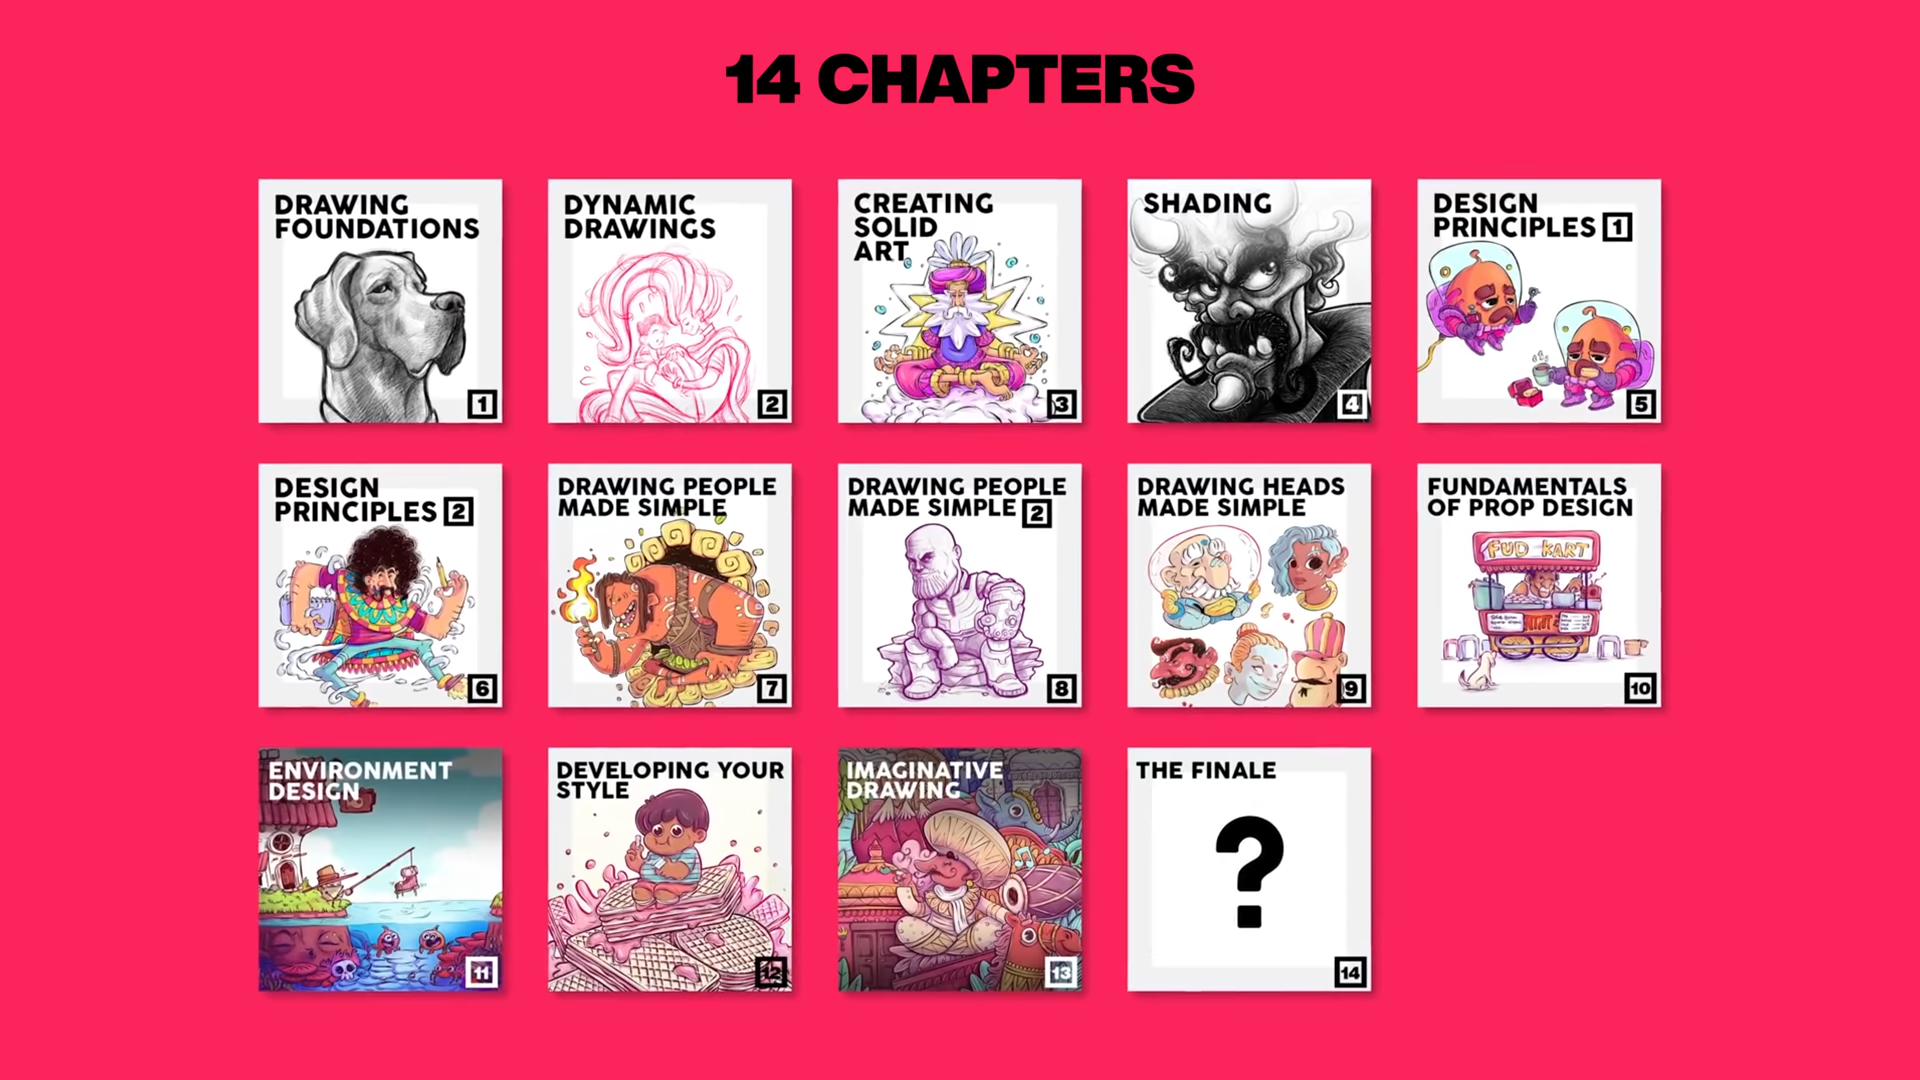 14 CHAPTERS
DRAWING
FOUNDATIONS
1
DYNAMIC
DRAWINGS
2
CREATING
SOLID
ART
3
SHADING
4
DESIGN
PRINCIPLES 1
5
DESIGN
PRINCIPLES 2
6
DRAWING PEOPLE
MADE SIMPLE
7
DRAWING PEOPLE
MADE SIMPLE 2
8
DRAWING HEADS
MADE SIMPLE
9
FUNDAMENTALS
OF PROP DESIGN
FUD KART
10
ENVIRONMENT
DESIGN
11
DEVELOPING YOUR
STYLE
12
IMAGINATIVE
DRAWING
13
THE FINALE
?
14